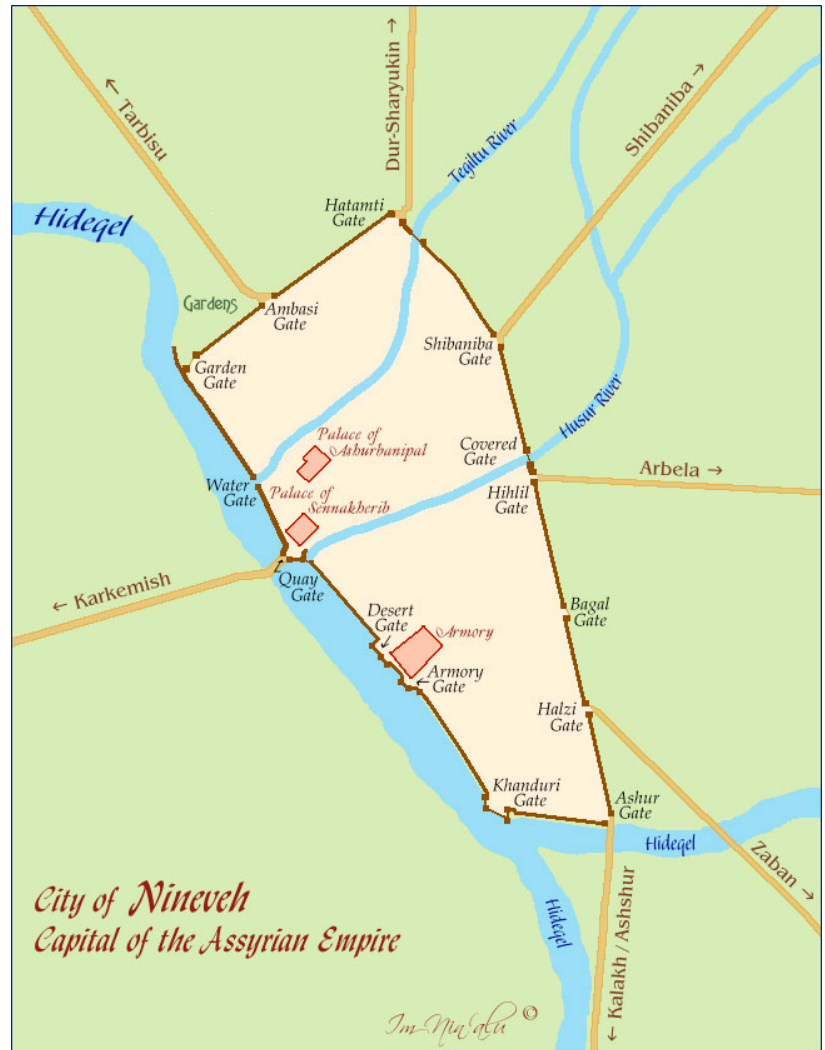 Dur-Sharyukin →
← Tarbisu
Shibaniba →
Tegiltu River
Hideqel
Hatamti
Gate
Gardens
Ambasi
Gate
Garden
Gate
Shibaniba
Gate
Husur River
Covered
Gate
Arbela →
Hihlil
Gate
Palace of
Ashurbanipal
Water
Gate
Palace of
Sennakherib
← Karkemish
Quay
Gate
Desert
Gate
Armory
Bagal
Gate
Armory
Gate
Halzi
Gate
Khanduri
Gate
Ashur
Gate
Hideqel
Zaban →
Hideqel
← Kalakh / Ashshur
City of Nineveh
Capital of the Assyrian Empire
Im Nin'alu ©